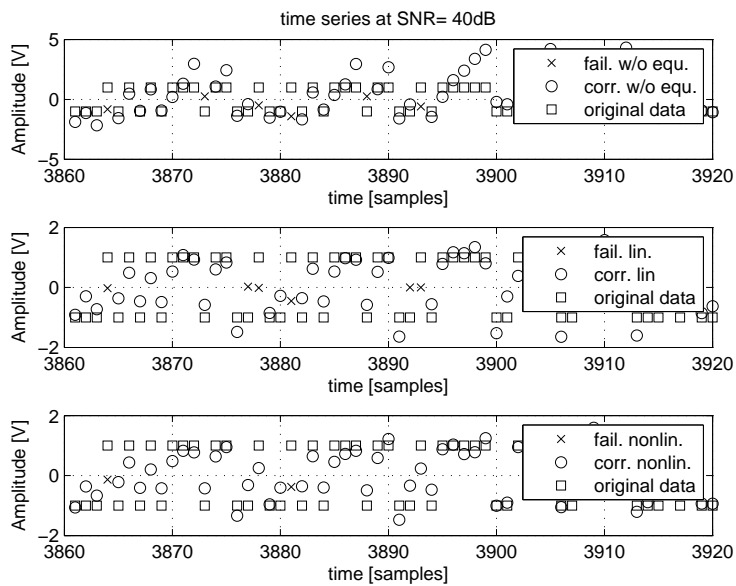 time series at SNR= 40dB
Amplitude [V]
5
0
−5
fail. w/o equ.
corr. w/o equ.
original data
3860 3870 3880 3890 3900 3910 3920
time [samples]
Amplitude [V]
2
0
−2
fail. lin.
corr. lin
original data
3860 3870 3880 3890 3900 3910 3920
time [samples]
Amplitude [V]
2
0
−2
fail. nonlin.
corr. nonlin.
original data
3860 3870 3880 3890 3900 3910 3920
time [samples]